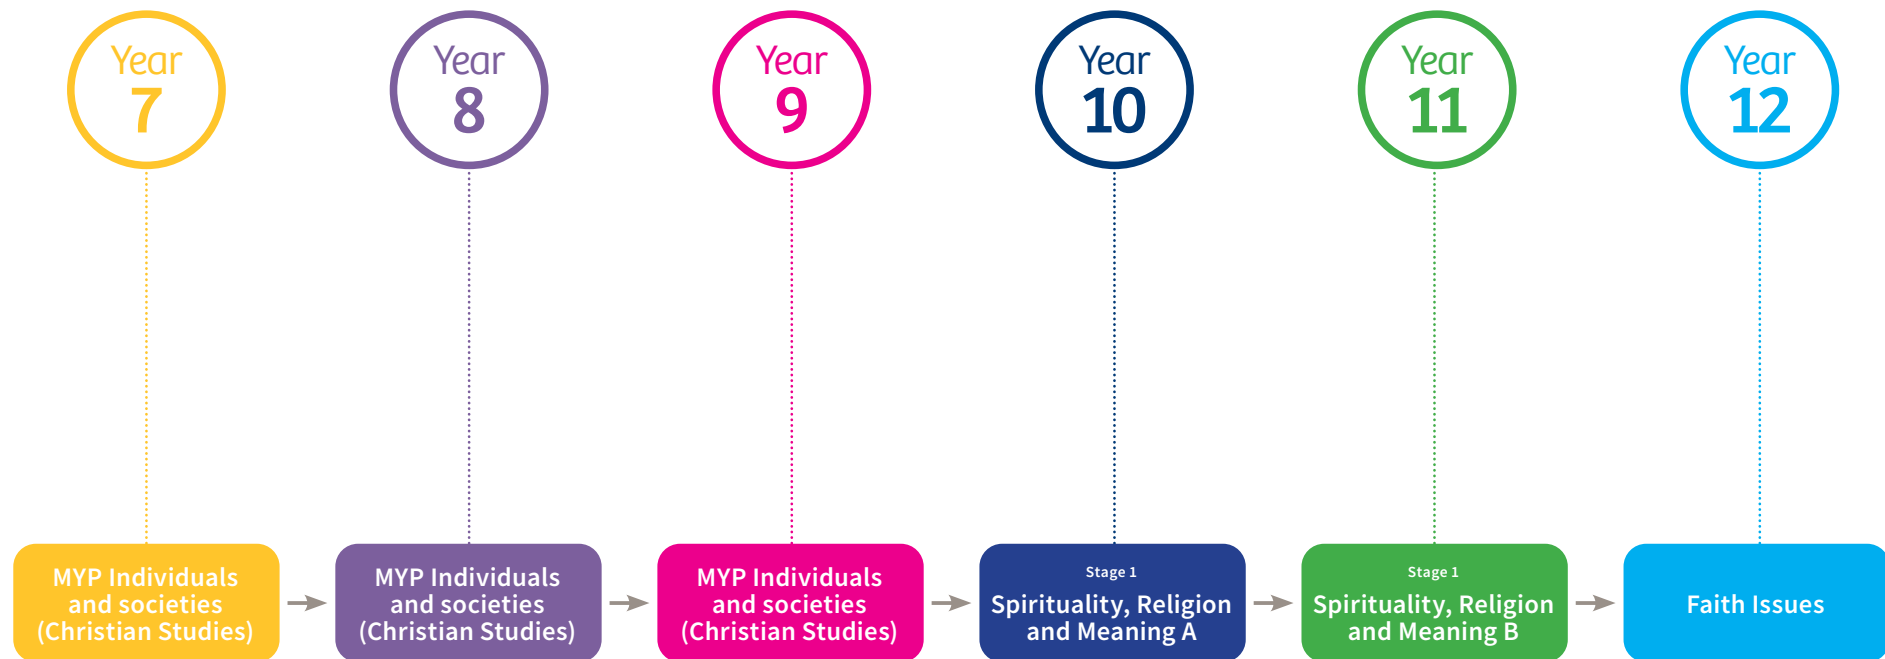 Year
7
Year
8
Year
9
Year
10
Year
11
Year
12
MYP Individuals
and societies
(Christian Studies)
MYP Individuals
and societies
(Christian Studies)
MYP Individuals
and societies
(Christian Studies)
Stage 1
Spirituality, Religion
and Meaning A
Stage 1
Spirituality, Religion
and Meaning B
Faith Issues